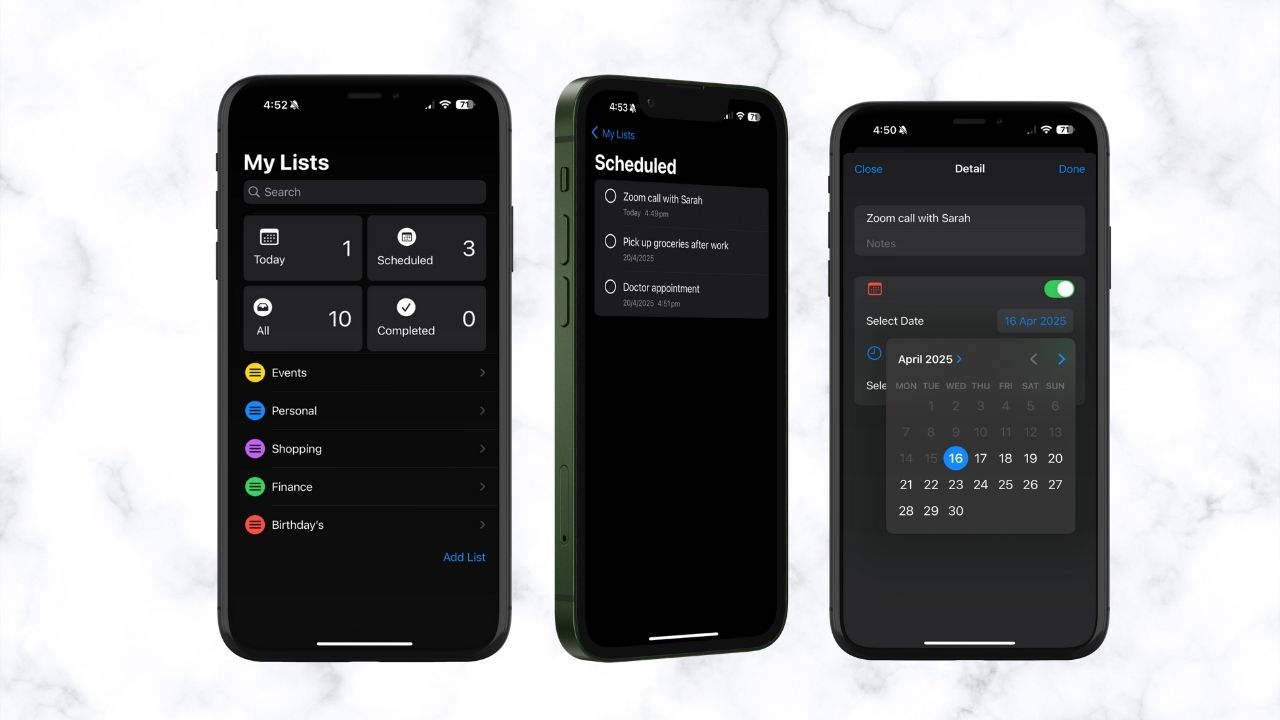 4:52
71
My Lists
Search
Today
1
Scheduled
3
All
10
Completed
0
Events
Personal
Shopping
Finance
Birthday's
Add List
4:53
71
My Lists
Scheduled
Zoom call with Sarah
Today 4:49pm
Pick up groceries after work
20/4/2025
Doctor appointment
20/4/2025 4:51pm
4:50
71
Close Detail Done
Zoom call with Sarah
Notes
Select Date 16 Apr 2025
April 2025
Sele
MON TUE WED THU FRI SAT SUN
1 2 3 4 5 6
7 8 9 10 11 12 13
14 15 16 17 18 19 20
21 22 23 24 25 26 27
28 29 30